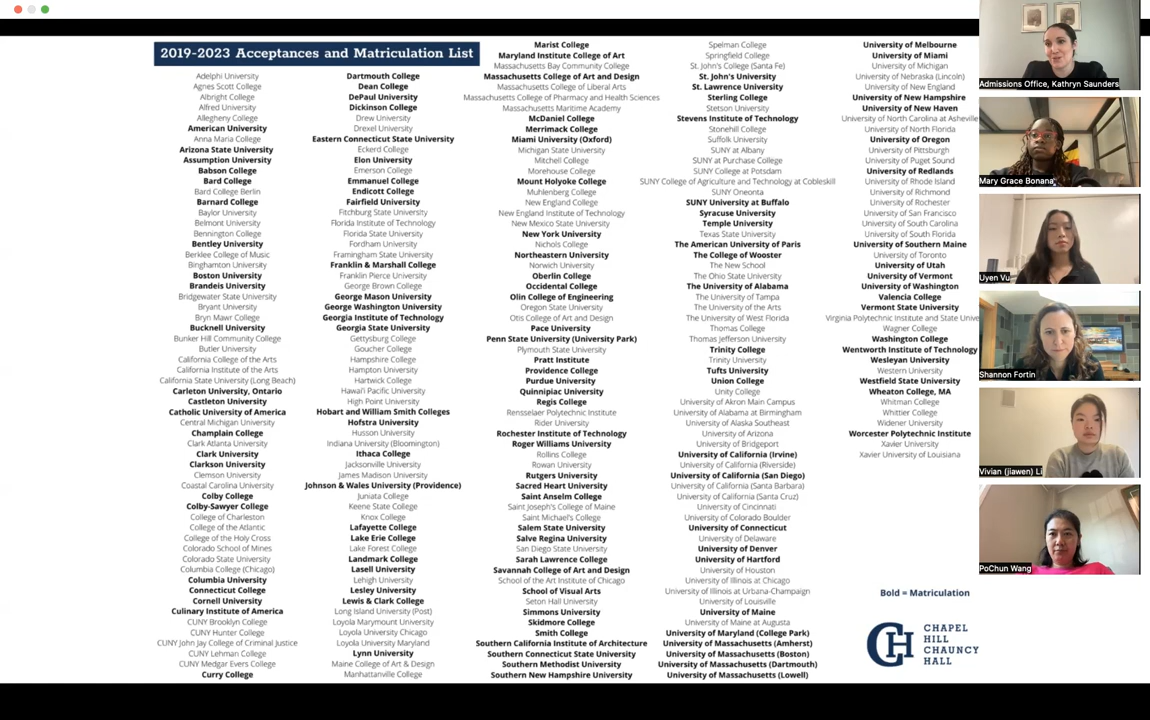 2019-2023 Acceptances and Matriculation List
Adelphi University
Agnes Scott College
Albright College
Alfred University
Allegheny College
American University
Anna Maria College
Arizona State University
Assumption University
Babson College
Bard College
Bard College Berlin
Barnard College
Baylor University
Belmont University
Bennington College
Bentley University
Berklee College of Music
Binghamton University
Boston University
Brandeis University
Bridgewater State University
Bryant University
Bryn Mawr College
Bucknell University
Bunker Hill Community College
Butler University
California College of the Arts
California Institute of the Arts
California State University (Long Beach)
Carleton University, Ontario
Castleton University
Catholic University of America
Central Michigan University
Champlain College
Clark Atlanta University
Clark University
Clarkson University
Clemson University
Coastal Carolina University
Colby College
Colby-Sawyer College
College of Charleston
College of the Atlantic
College of the Holy Cross
Colorado School of Mines
Colorado State University
Columbia College (Chicago)
Columbia University
Connecticut College
Cornell University
Culinary Institute of America
CUNY Brooklyn College
CUNY Hunter College
CUNY John Jay College of Criminal Justice
CUNY Lehman College
CUNY Medgar Evers College
Curry College
Dartmouth College
Dean College
DePaul University
Dickinson College
Drew University
Drexel University
Eastern Connecticut State University
Eckerd College
Elon University
Emerson College
Emmanuel College
Endicott College
Fairfield University
Fitchburg State University
Florida Institute of Technology
Florida State University
Fordham University
Framingham State University
Franklin & Marshall College
Franklin Pierce University
George Brown College
George Mason University
George Washington University
Georgia Institute of Technology
Georgia State University
Gettysburg College
Goucher College
Hampshire College
Hampton University
Hartwick College
Hawai'i Pacific University
High Point University
Hobart and William Smith Colleges
Hofstra University
Husson University
Indiana University (Bloomington)
Ithaca College
Jacksonville University
James Madison University
Johnson & Wales University (Providence)
Juniata College
Keene State College
Knox College
Lafayette College
Lake Erie College
Lake Forest College
Landmark College
Lasell University
Lehigh University
Lesley University
Lewis & Clark College
Long Island University (Post)
Loyola Marymount University
Loyola University Chicago
Loyola University Maryland
Lynn University
Maine College of Art & Design
Manhattanville College
Marist College
Maryland Institute College of Art
Massachusetts Bay Community College
Massachusetts College of Art and Design
Massachusetts College of Liberal Arts
Massachusetts College of Pharmacy and Health Sciences
Massachusetts Maritime Academy
McDaniel College
Merrimack College
Miami University (Oxford)
Michigan State University
Mitchell College
Morehouse College
Mount Holyoke College
Muhlenberg College
New England College
New England Institute of Technology
New Mexico State University
New York University
Nichols College
Northeastern University
Norwich University
Oberlin College
Occidental College
Olin College of Engineering
Oregon State University
Otis College of Art and Design
Pace University
Penn State University (University Park)
Plymouth State University
Pratt Institute
Providence College
Purdue University
Quinnipiac University
Regis College
Rensselaer Polytechnic Institute
Rider University
Rochester Institute of Technology
Roger Williams University
Rollins College
Rowan University
Rutgers University
Sacred Heart University
Saint Anselm College
Saint Joseph's College of Maine
Saint Michael's College
Salem State University
Salve Regina University
San Diego State University
Sarah Lawrence College
Savannah College of Art and Design
School of the Art Institute of Chicago
School of Visual Arts
Seton Hall University
Simmons University
Skidmore College
Smith College
Southern California Institute of Architecture
Southern Connecticut State University
Southern Methodist University
Southern New Hampshire University
Spelman College
Springfield College
St. John's College (Santa Fe)
St. John's University
St. Lawrence University
Sterling College
Stetson University
Stevens Institute of Technology
Stonehill College
Suffolk University
SUNY at Albany
SUNY at Purchase College
SUNY College at Potsdam
SUNY College of Agriculture and Technology at Cobleskill
SUNY Oneonta
SUNY University at Buffalo
Syracuse University
Temple University
Texas State University
The American University of Paris
The College of Wooster
The New School
The Ohio State University
The University of Alabama
The University of Tampa
The University of the Arts
The University of West Florida
Thomas College
Thomas Jefferson University
Trinity College
Trinity University
Tufts University
Union College
Unity College
University of Akron Main Campus
University of Alabama at Birmingham
University of Alaska Southeast
University of Arizona
University of Bridgeport
University of California (Irvine)
University of California (Riverside)
University of California (San Diego)
University of California (Santa Barbara)
University of California (Santa Cruz)
University of Cincinnati
University of Colorado Boulder
University of Connecticut
University of Delaware
University of Denver
University of Hartford
University of Houston
University of Illinois at Chicago
University of Illinois at Urbana-Champaign
University of Louisville
University of Maine
University of Maine at Augusta
University of Maryland (College Park)
University of Massachusetts (Amherst)
University of Massachusetts (Boston)
University of Massachusetts (Dartmouth)
University of Massachusetts (Lowell)
University of Melbourne
University of Miami
University of Michigan
University of Nebraska (Lincoln)
University of New England
University of New Hampshire
University of New Haven
University of North Carolina at Asheville
University of North Florida
University of Oregon
University of Pittsburgh
University of Puget Sound
University of Redlands
University of Rhode Island
University of Richmond
University of Rochester
University of San Francisco
University of South Carolina
University of South Florida
University of Southern Maine
University of Toronto
University of Utah
University of Vermont
University of Washington
Valencia College
Vermont State University
Virginia Polytechnic Institute and State Unive
Wagner College
Washington College
Wentworth Institute of Technology
Wesleyan University
Western University
Westfield State University
Wheaton College, MA
Whitman College
Whittier College
Widener University
Worcester Polytechnic Institute
Xavier University
Xavier University of Louisiana
Bold = Matriculation
CHAPEL
HILL
CHAUNCY
HALL
Admissions Office, Kathryn Saunders
Mary Grace Bonana
Uyen Vu
Shannon Fortin
Vivian (jiawen) Li
PoChun Wang